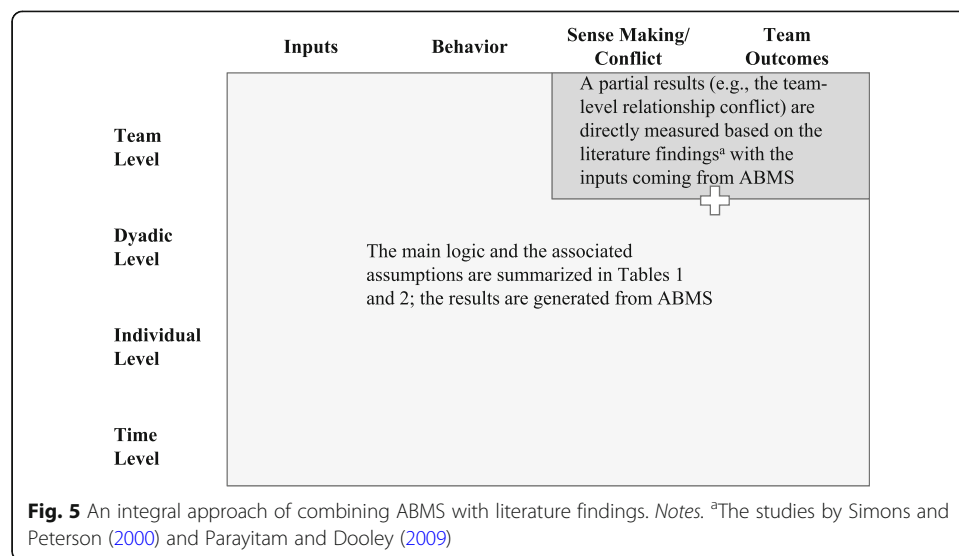 Inputs
Behavior
Sense Making/
Conflict
Team
Outcomes
Team
Level
A partial results (e.g., the team-
level relationship conflict) are
directly measured based on the
literature findingsᵃ with the
inputs coming from ABMS
Dyadic
Level
The main logic and the associated
assumptions are summarized in Tables 1
and 2; the results are generated from ABMS
Individual
Level
Time
Level
Fig. 5 An integral approach of combining ABMS with literature findings. Notes. ᵃThe studies by Simons and
Peterson (2000) and Parayitam and Dooley (2009)